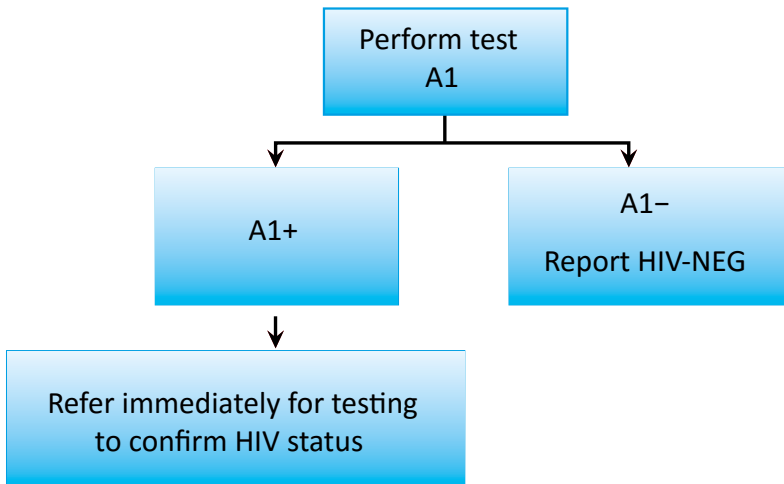 Perform test
A1
A1+
A1−
Report HIV-NEG
Refer immediately for testing
to confirm HIV status